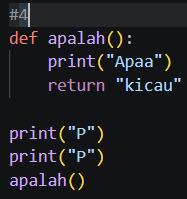 #4
def apalah():
    print("Apaa")
    return "kicau"

print("P")
print("P")
apalah()